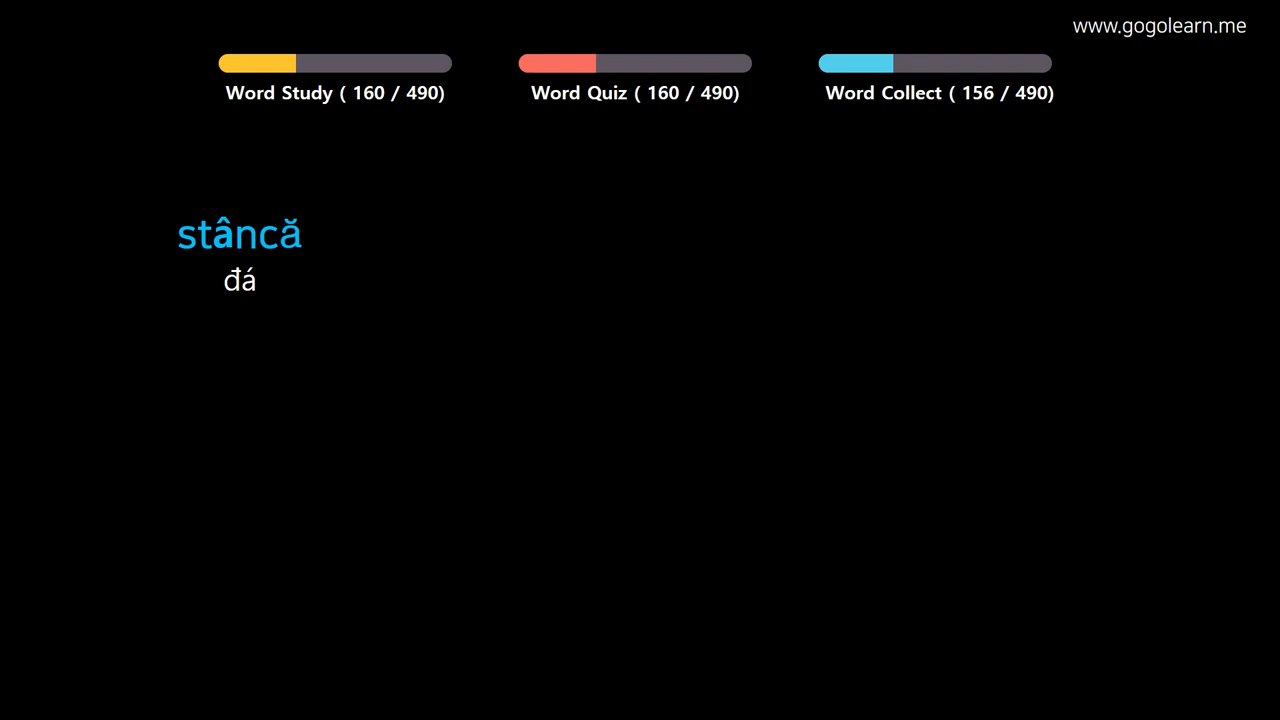 www.gogolearn.me
Word Study ( 160 / 490)
Word Quiz ( 160 / 490)
Word Collect ( 156 / 490)
stâncă
đá